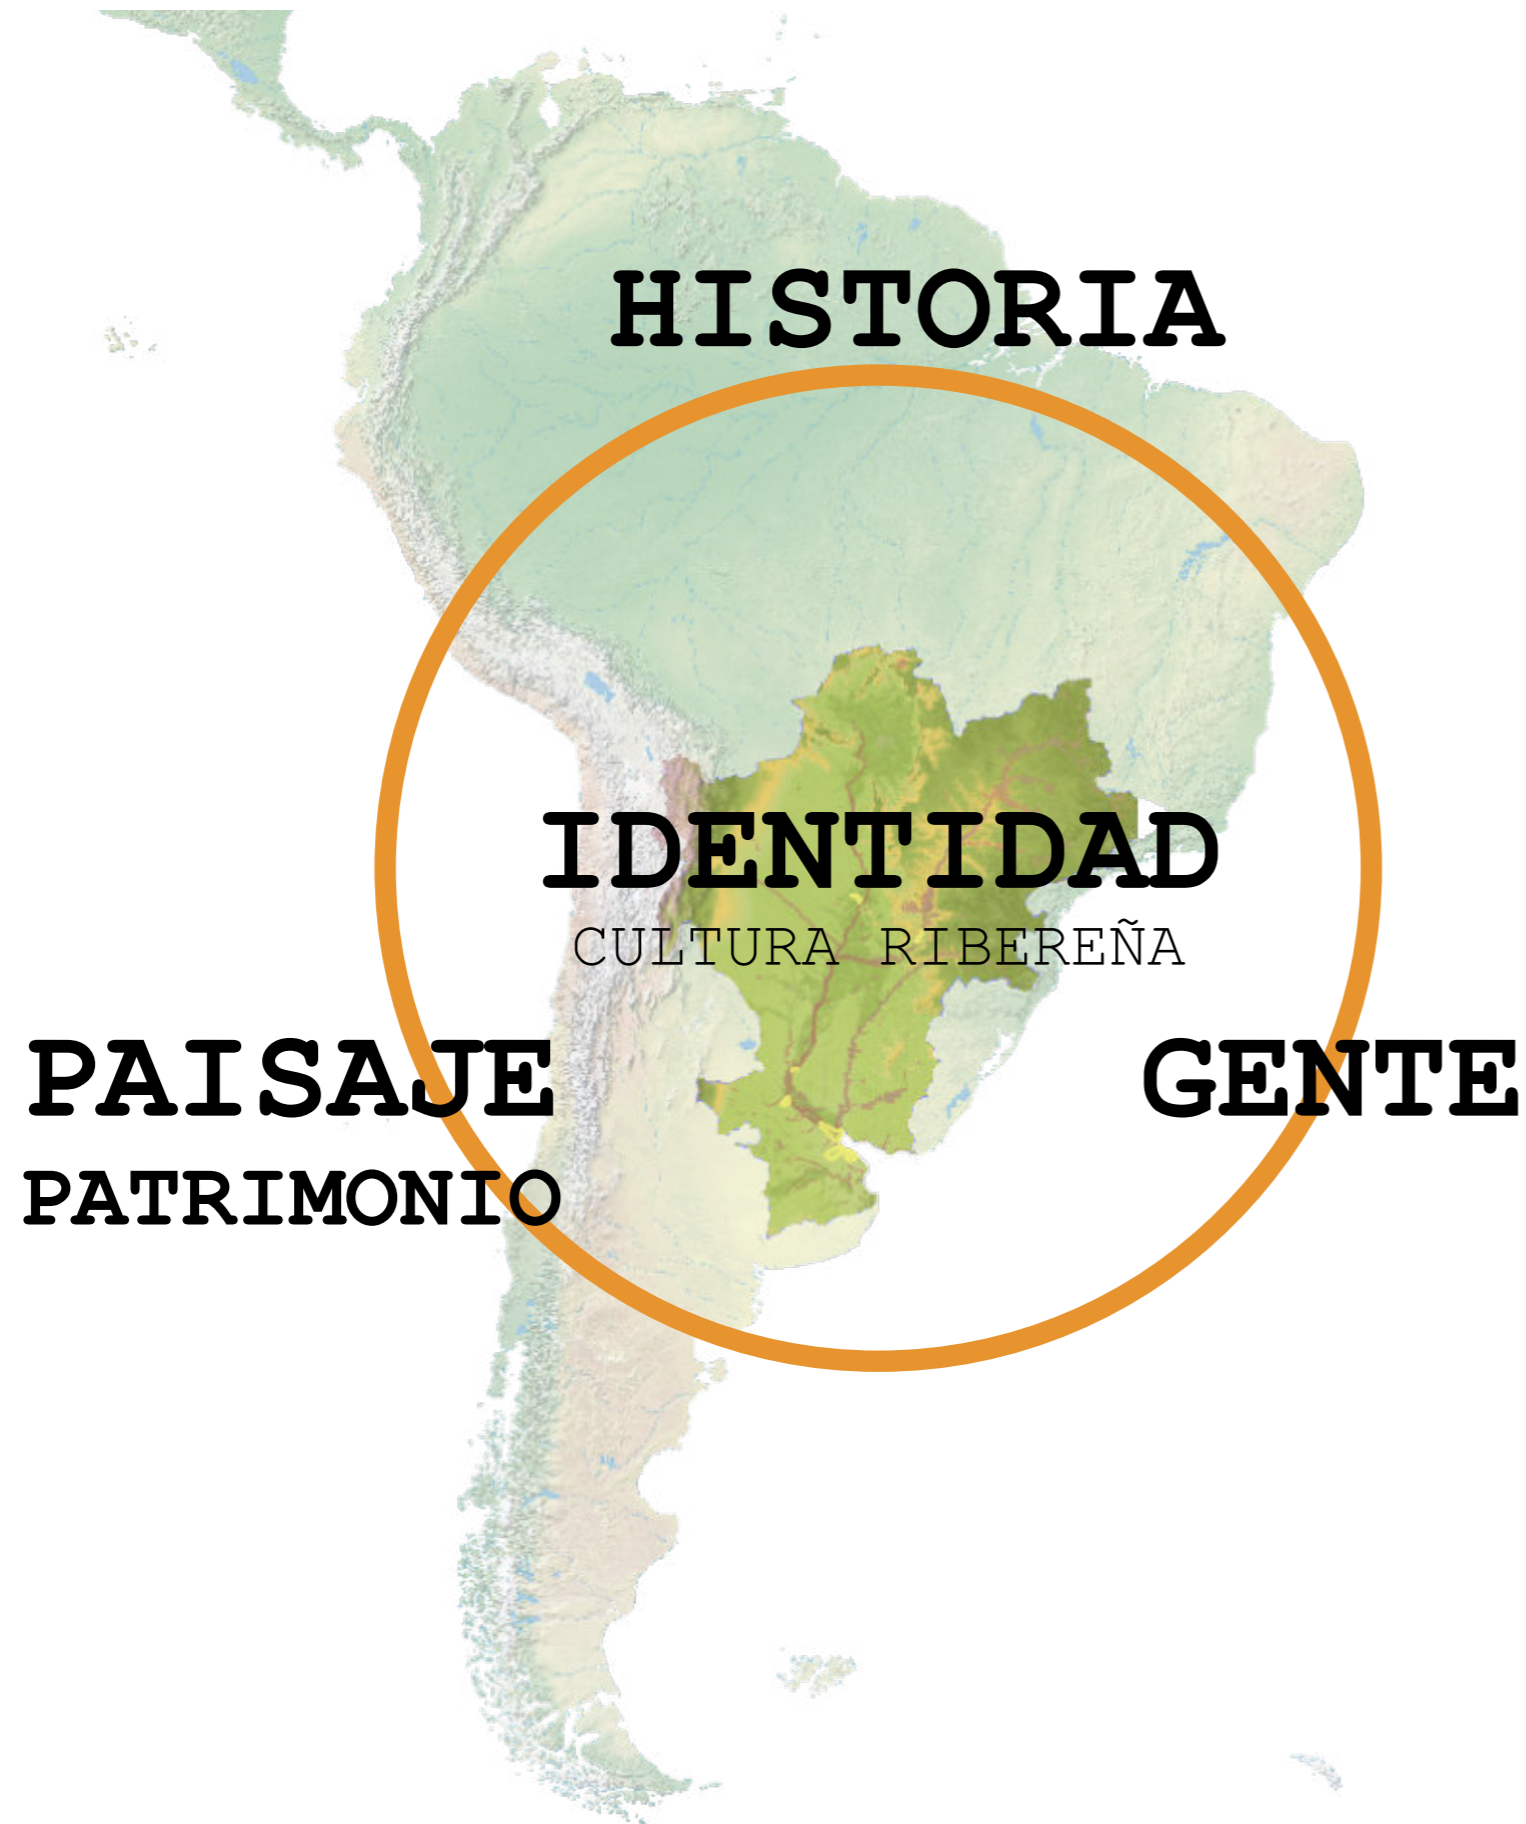 HISTORIA
IDENTIDAD
CULTURA RIBEREÑA
PAISAJE
GENTE
PATRIMONIO